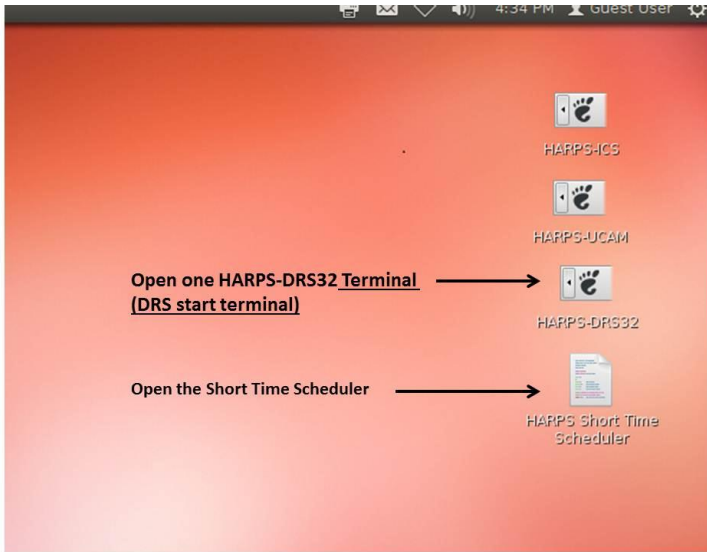 4:34 PM Guest User
HARPS-ICS
HARPS-UCAM
Open one HARPS-DRS32 Terminal
(DRS start terminal)
HARPS-DRS32
Open the Short Time Scheduler
HARPS Short Time
Scheduler